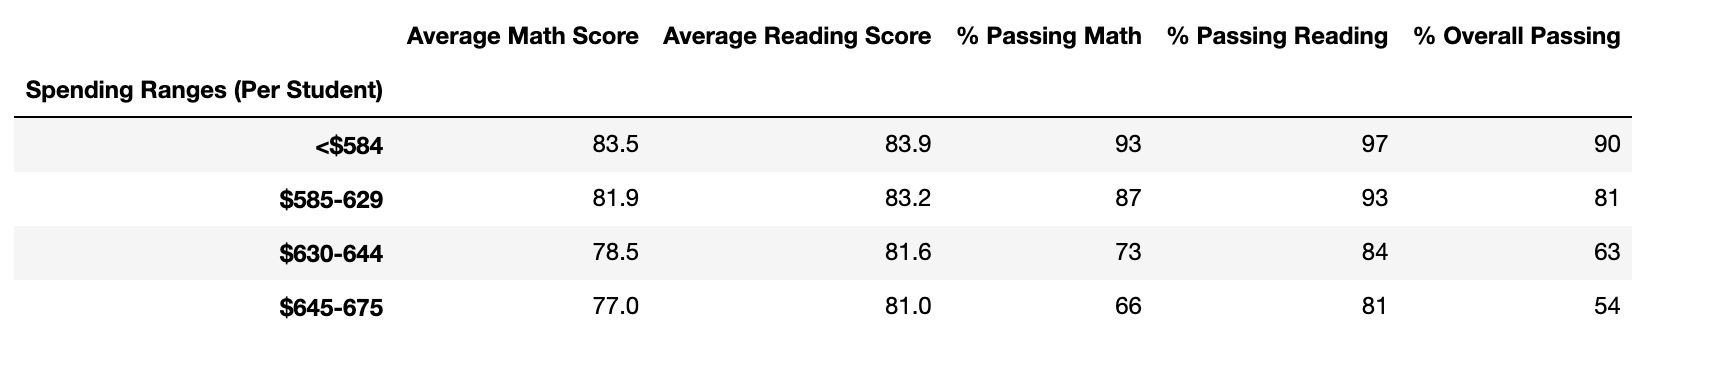 Average Math Score Average Reading Score % Passing Math % Passing Reading % Overall Passing
Spending Ranges (Per Student)
<$584 83.5 83.9 93 97 90
$585-629 81.9 83.2 87 93 81
$630-644 78.5 81.6 73 84 63
$645-675 77.0 81.0 66 81 54